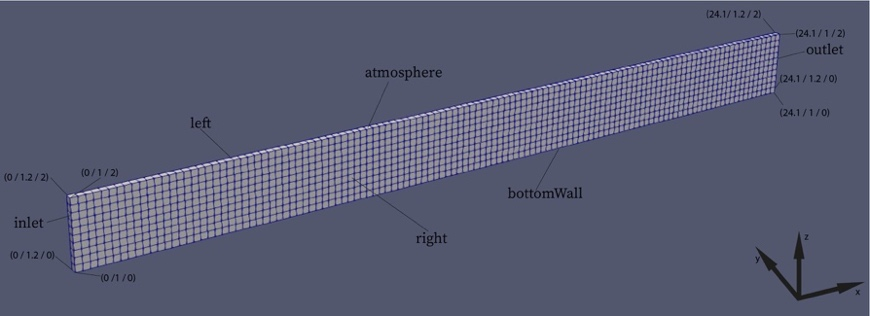 (24.1/ 1.2 / 2)
(24.1 / 1 / 2)
outlet
atmosphere
(24.1 / 1.2 / 0)
(24.1 / 1 / 0)
left
(0 / 1 / 2)
(0 / 1.2 / 2)
bottomWall
inlet
right
(0 / 1.2 / 0)
(0 /1 / 0)
z
y
x